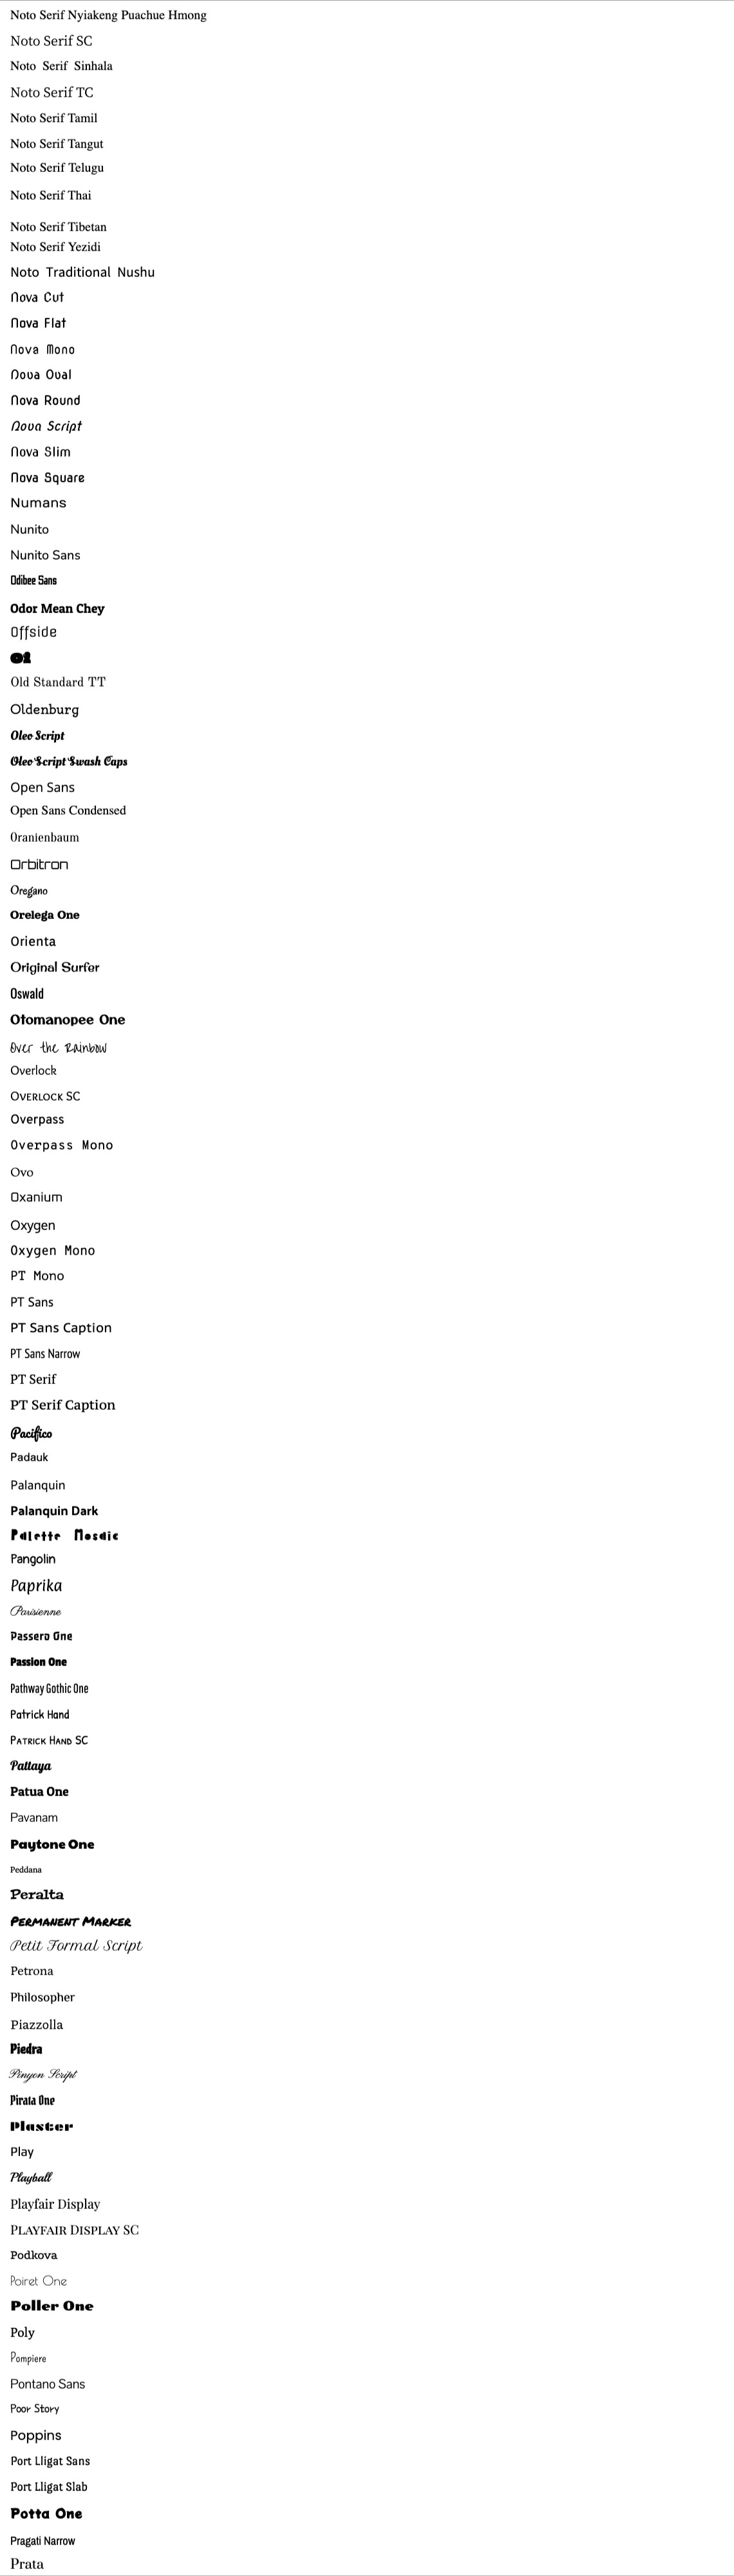 Noto Serif Nyiakeng Puachue Hmong
Noto Serif SC
Noto Serif Sinhala
Noto Serif TC
Noto Serif Tamil
Noto Serif Tangut
Noto Serif Telugu
Noto Serif Thai
Noto Serif Tibetan
Noto Serif Yezidi
Noto Traditional Nushu
Nova Cut
Nova Flat
Nova Mono
Nova Oval
Nova Round
Nova Script
Nova Slim
Nova Square
Numans
Nunito
Nunito Sans
Odibee Sans
Odor Mean Chey
Offside
Oi
Old Standard TT
Oldenburg
Oleo Script
Oleo Script Swash Caps
Open Sans
Open Sans Condensed
Oranienbaum
Orbitron
Oregano
Orelega One
Orienta
Original Surfer
Oswald
Otomanopee One
Over the Rainbow
Overlock
Overlock SC
Overpass
Overpass Mono
Ovo
Oxanium
Oxygen
Oxygen Mono
PT Mono
PT Sans
PT Sans Caption
PT Sans Narrow
PT Serif
PT Serif Caption
Pacifico
Padauk
Palanquin
Palanquin Dark
Palette Mosaic
Pangolin
Paprika
Parisienne
Passero One
Passion One
Pathway Gothic One
Patrick Hand
Patrick Hand SC
Pattaya
Patua One
Pavanam
Paytone One
Peddana
Peralta
Permanent Marker
Petit Formal Script
Petrona
Philosopher
Piazzolla
Piedra
Pinyon Script
Pirata One
Plaster
Play
Playball
Playfair Display
Playfair Display SC
Podkova
Poiret One
Poller One
Poly
Pompiere
Pontano Sans
Poor Story
Poppins
Port Lligat Sans
Port Lligat Slab
Potta One
Pragati Narrow
Prata